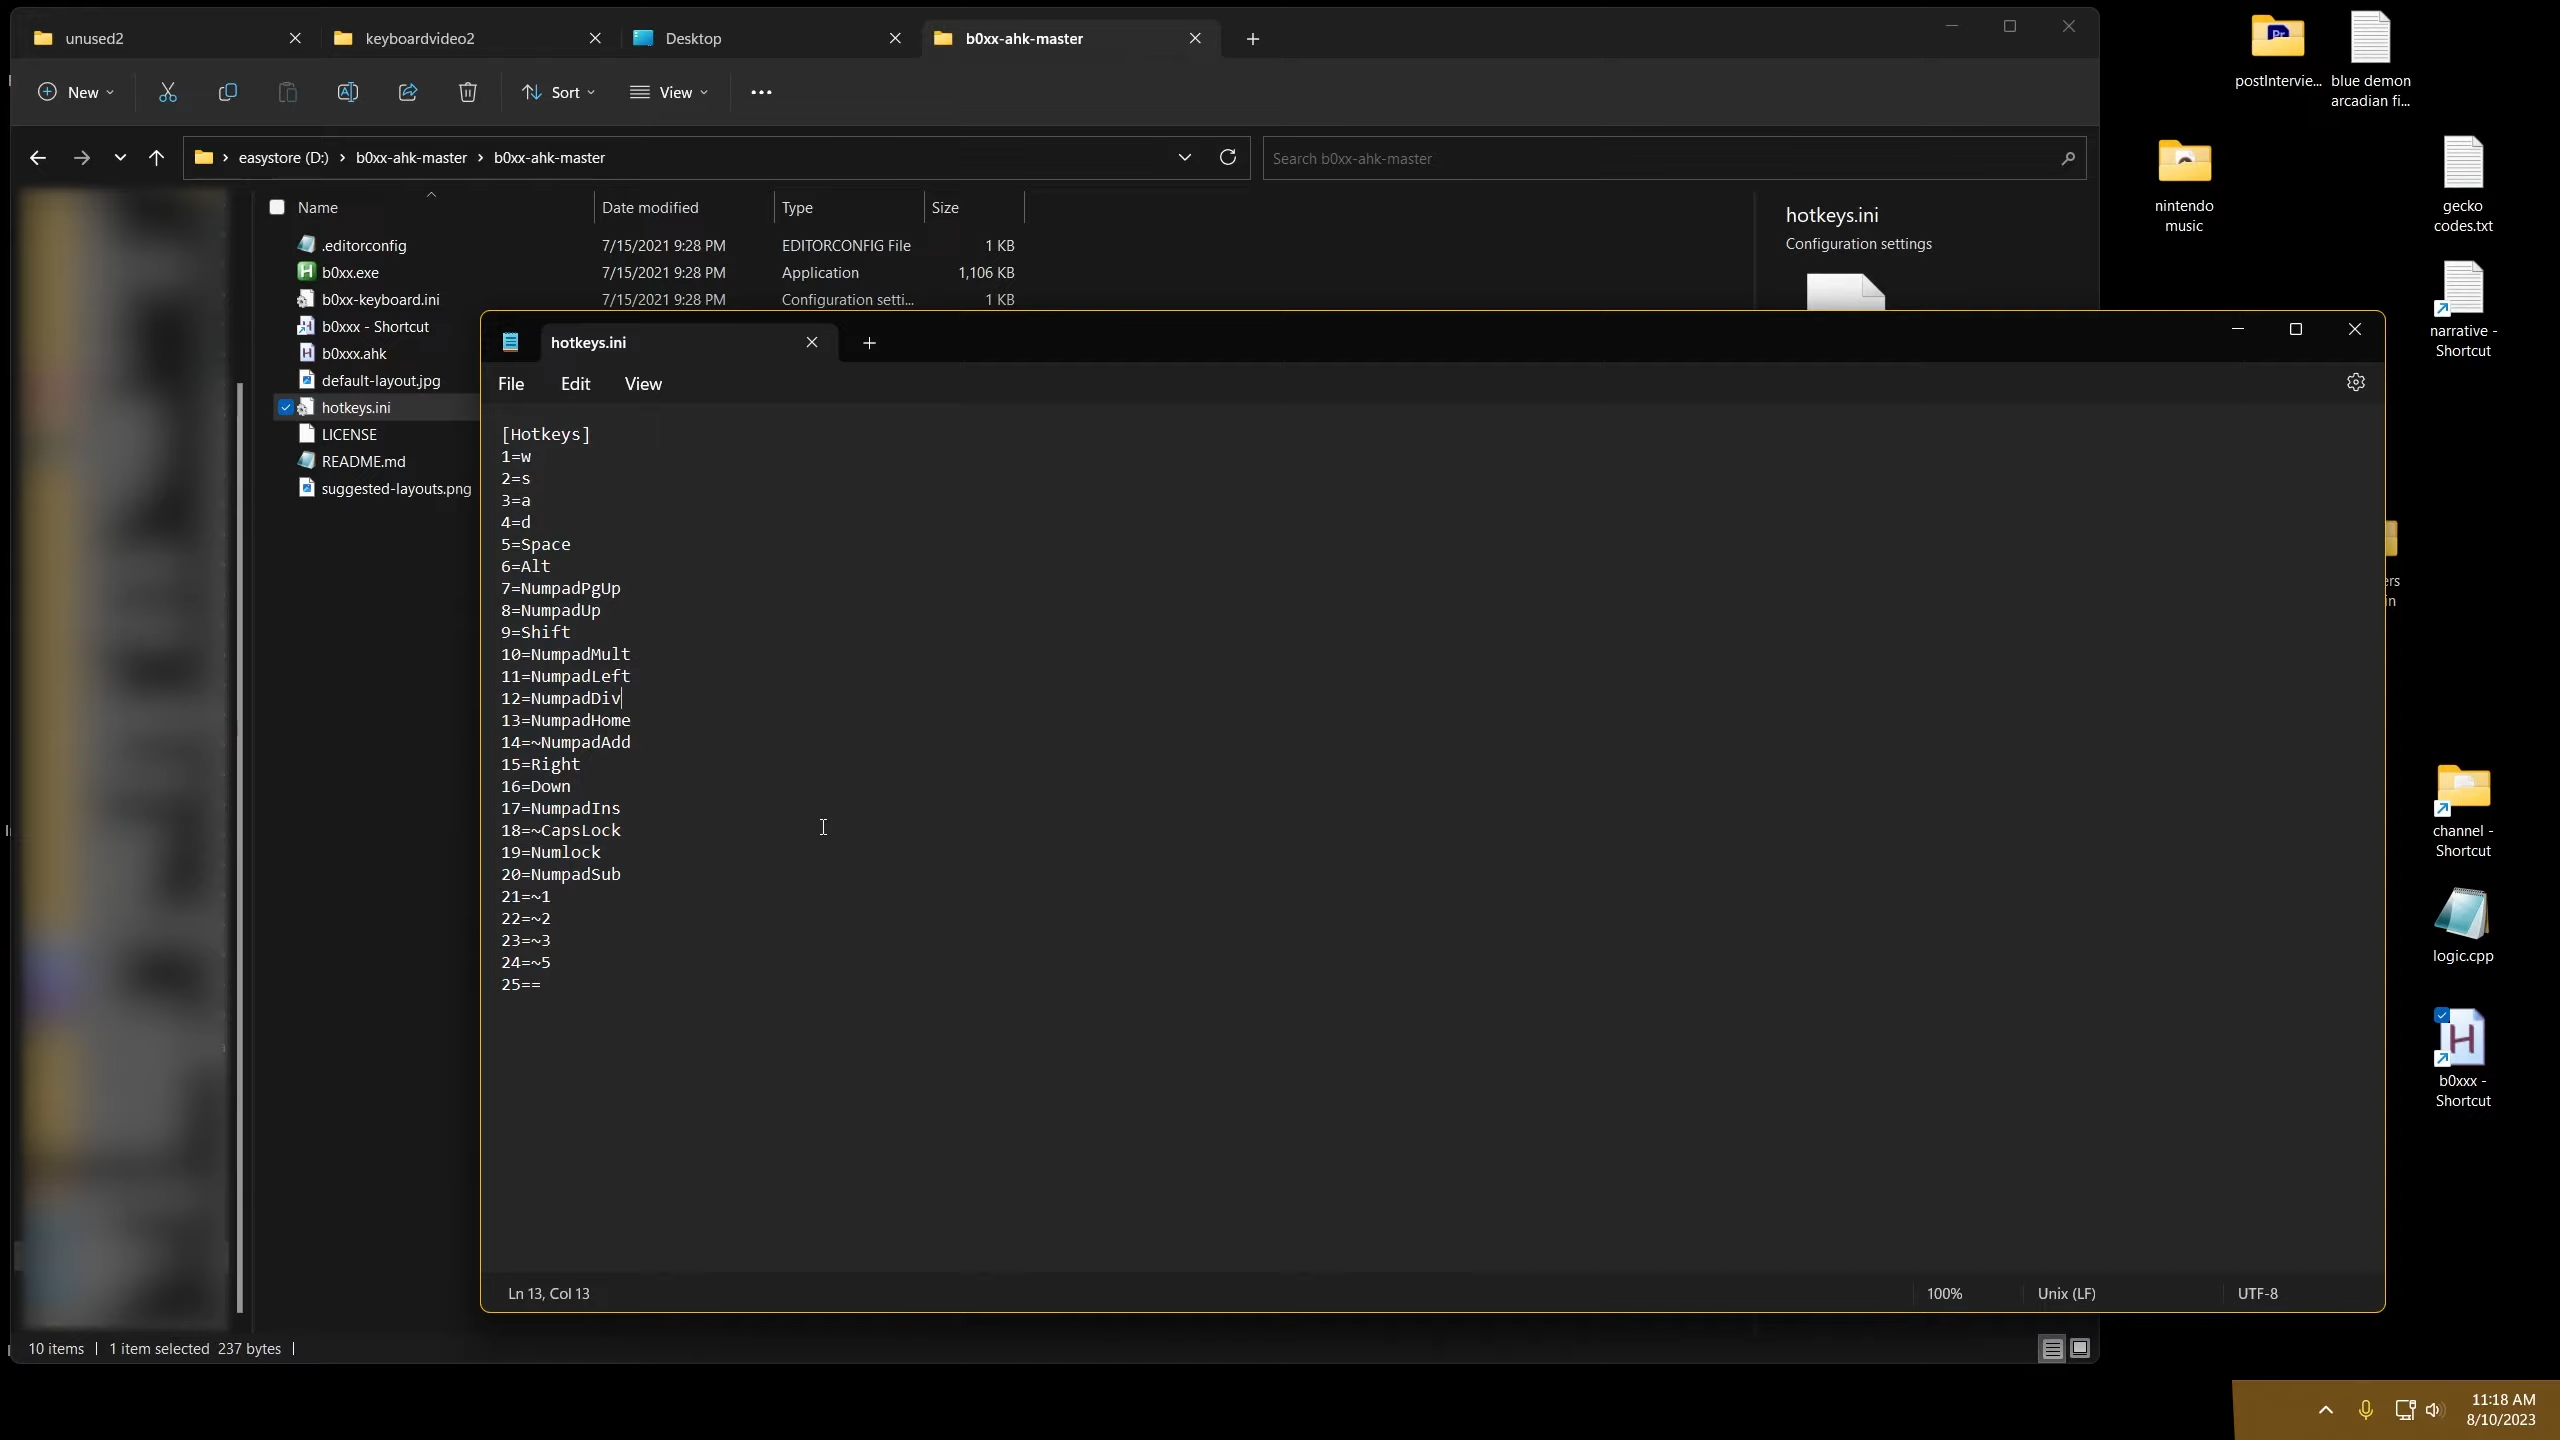 unused2
keyboardvideo2
Desktop
b0xx-ahk-master
New
Sort
View
easystore (D:) > b0xx-ahk-master > b0xx-ahk-master
Search b0xx-ahk-master
Name Date modified Type Size
.editorconfig 7/15/2021 9:28 PM EDITORCONFIG File 1 KB
b0xx.exe 7/15/2021 9:28 PM Application 1,106 KB
b0xx-keyboard.ini 7/15/2021 9:28 PM Configuration setti... 1 KB
b0xxx - Shortcut
b0xxx.ahk
default-layout.jpg
hotkeys.ini
LICENSE
README.md
suggested-layouts.png
hotkeys.ini
Configuration settings
hotkeys.ini
File Edit View
[Hotkeys]
1=w
2=s
3=a
4=d
5=Space
6=Alt
7=NumpadPgUp
8=NumpadUp
9=Shift
10=NumpadMult
11=NumpadLeft
12=NumpadDiv
13=NumpadHome
14=~NumpadAdd
15=Right
16=Down
17=NumpadIns
18=~CapsLock
19=Numlock
20=NumpadSub
21=~1
22=~2
23=~3
24=~5
25==
Ln 13, Col 13
100%
Unix (LF)
UTF-8
10 items | 1 item selected 237 bytes |
Pr
postIntervie...
blue demon
arcadian fi...
nintendo
music
gecko
codes.txt
narrative -
Shortcut
ers
in
channel -
Shortcut
logic.cpp
H
b0xxx -
Shortcut
11:18 AM
8/10/2023